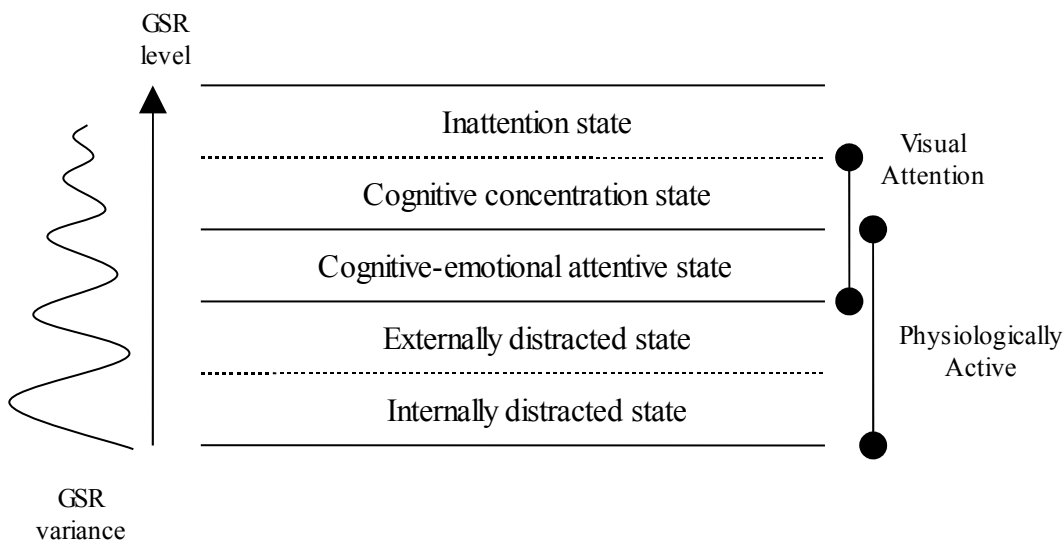 GSR
level
Inattention state
Visual
Attention
Cognitive concentration state
Cognitive-emotional attentive state
Externally distracted state
Physiologically
Active
Internally distracted state
GSR
variance